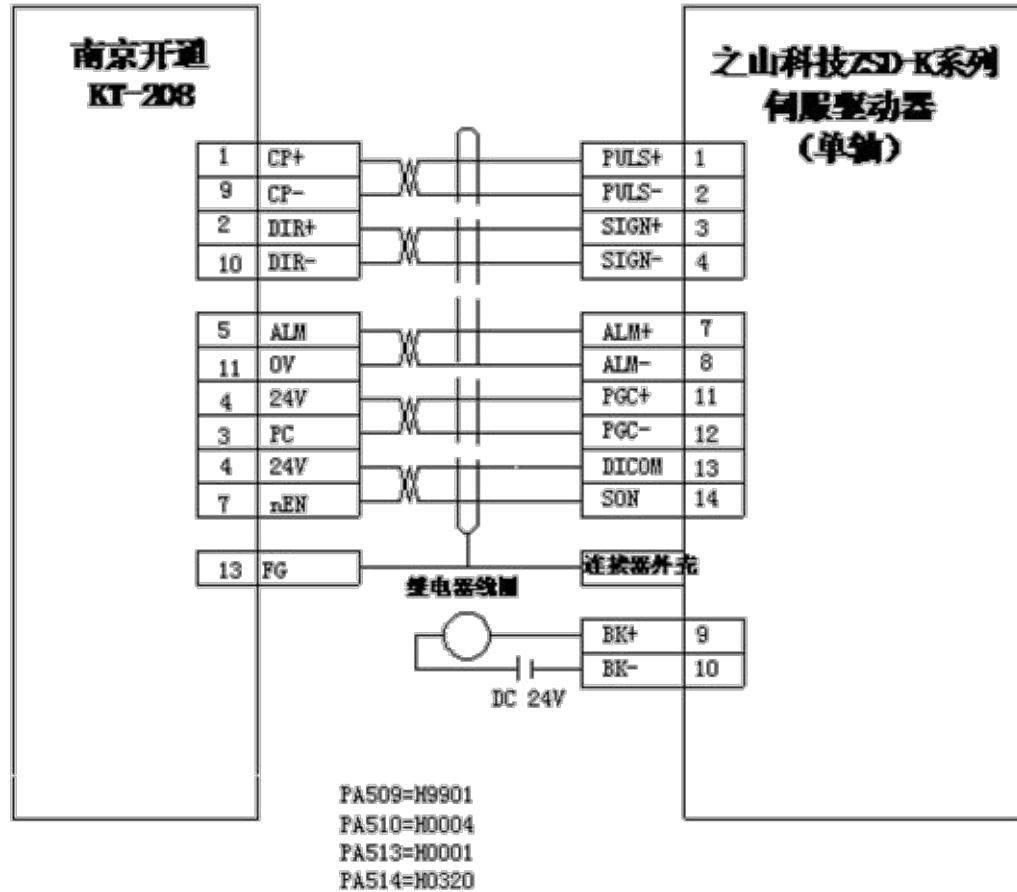 南京开通
KT-208
之山科技ZSD-K系列
伺服驱动器
(单轴)
1 CP+ PULS+ 1
9 CP- PULS- 2
2 DIR+ SIGN+ 3
10 DIR- SIGN- 4
5 ALM ALM+ 7
11 0V ALM- 8
4 24V PGC+ 11
3 PC PGC- 12
4 24V DICOM 13
7 nEN SON 14
13 FG 连接器外壳
继电器线圈
BK+ 9
BK- 10
DC 24V
PA509=H9901
PA510=H0004
PA513=H0001
PA514=H0320